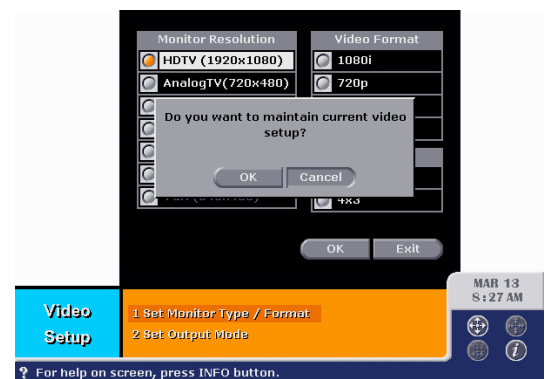 Monitor Resolution
Video Format
HDTV (1920x1080)
1080i
AnalogTV(720x480)
720p
Do you want to maintain current video
setup?
OK
Cancel
4x3
OK
Exit
MAR 13
8:27 AM
Video
Setup
1 Set Monitor Type / Format
2 Set Output Mode
? For help on screen, press INFO button.